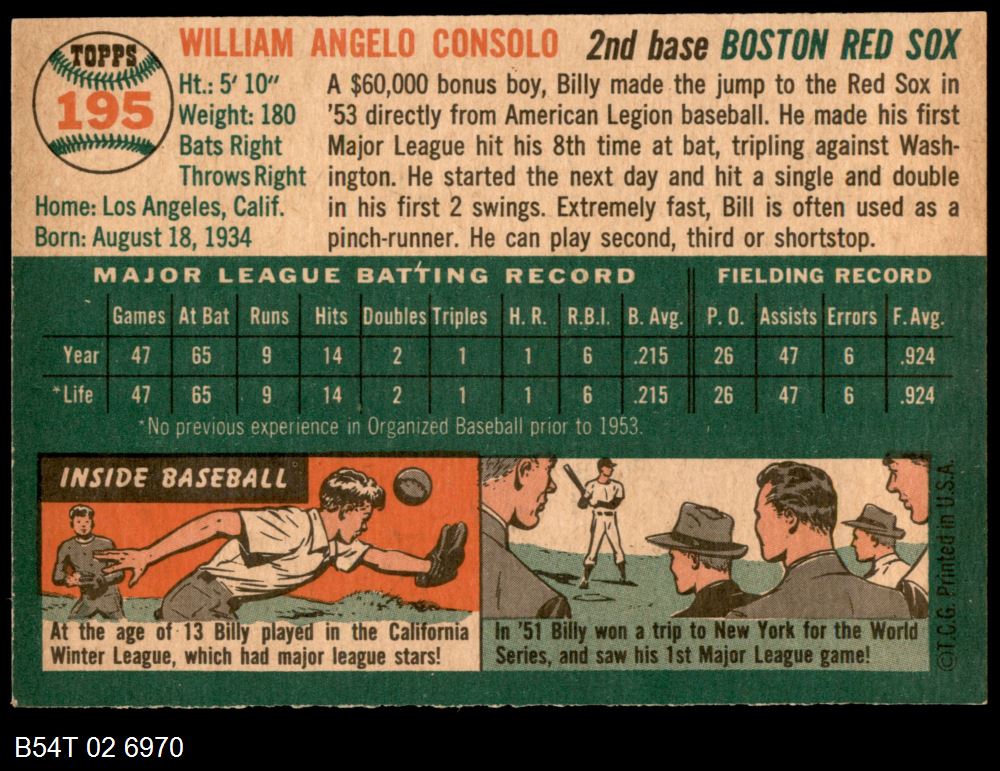 TOPPS
195
WILLIAM ANGELO CONSOLO 2nd base BOSTON RED SOX
Ht.: 5' 10"
Weight: 180
Bats Right
Throws Right
Home: Los Angeles, Calif.
Born: August 18, 1934
A $60,000 bonus boy, Billy made the jump to the Red Sox in
'53 directly from American Legion baseball. He made his first
Major League hit his 8th time at bat, tripling against Wash-
ington. He started the next day and hit a single and double
in his first 2 swings. Extremely fast, Bill is often used as a
pinch-runner. He can play second, third or shortstop.
MAJOR LEAGUE BATTING RECORD FIELDING RECORD
Games At Bat Runs Hits Doubles Triples H. R. R.B.I. B. Avg. P. O. Assists Errors F. Avg.
Year 47 65 9 14 2 1 1 6 .215 26 47 6 .924
*Life 47 65 9 14 2 1 1 6 .215 26 47 6 .924
*No previous experience in Organized Baseball prior to 1953.
INSIDE BASEBALL
At the age of 13 Billy played in the California
Winter League, which had major league stars!
In '51 Billy won a trip to New York for the World
Series, and saw his 1st Major League game!
©T.C.G. Printed in U.S.A.
B54T 02 6970